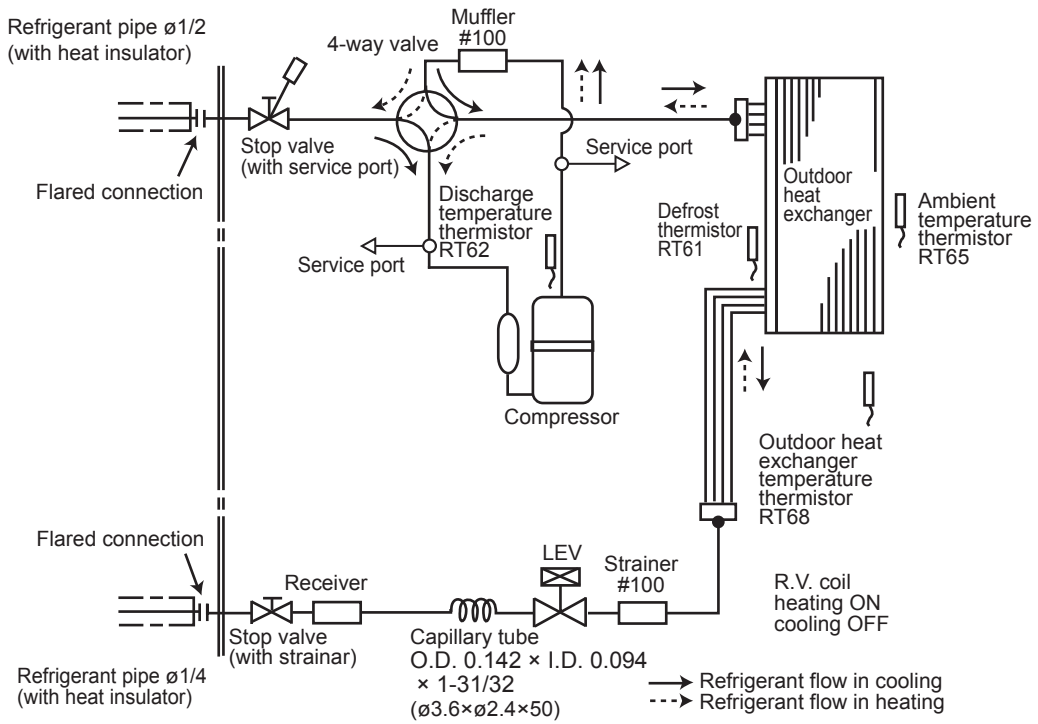 Refrigerant pipe ø1/2
(with heat insulator)
Muffler
#100
4-way valve
Stop valve
(with service port)
Flared connection
Service port
Discharge
temperature
thermistor
RT62
Service port
Compressor
Outdoor
heat
exchanger
Defrost
thermistor
RT61
Ambient
temperature
thermistor
RT65
Outdoor heat
exchanger
temperature
thermistor
RT68
Flared connection
Receiver
LEV
Strainer
#100
Stop valve
(with strainar)
Capillary tube
O.D. 0.142 × I.D. 0.094
× 1-31/32
(ø3.6×ø2.4×50)
R.V. coil
heating ON
cooling OFF
Refrigerant pipe ø1/4
(with heat insulator)
Refrigerant flow in cooling
Refrigerant flow in heating